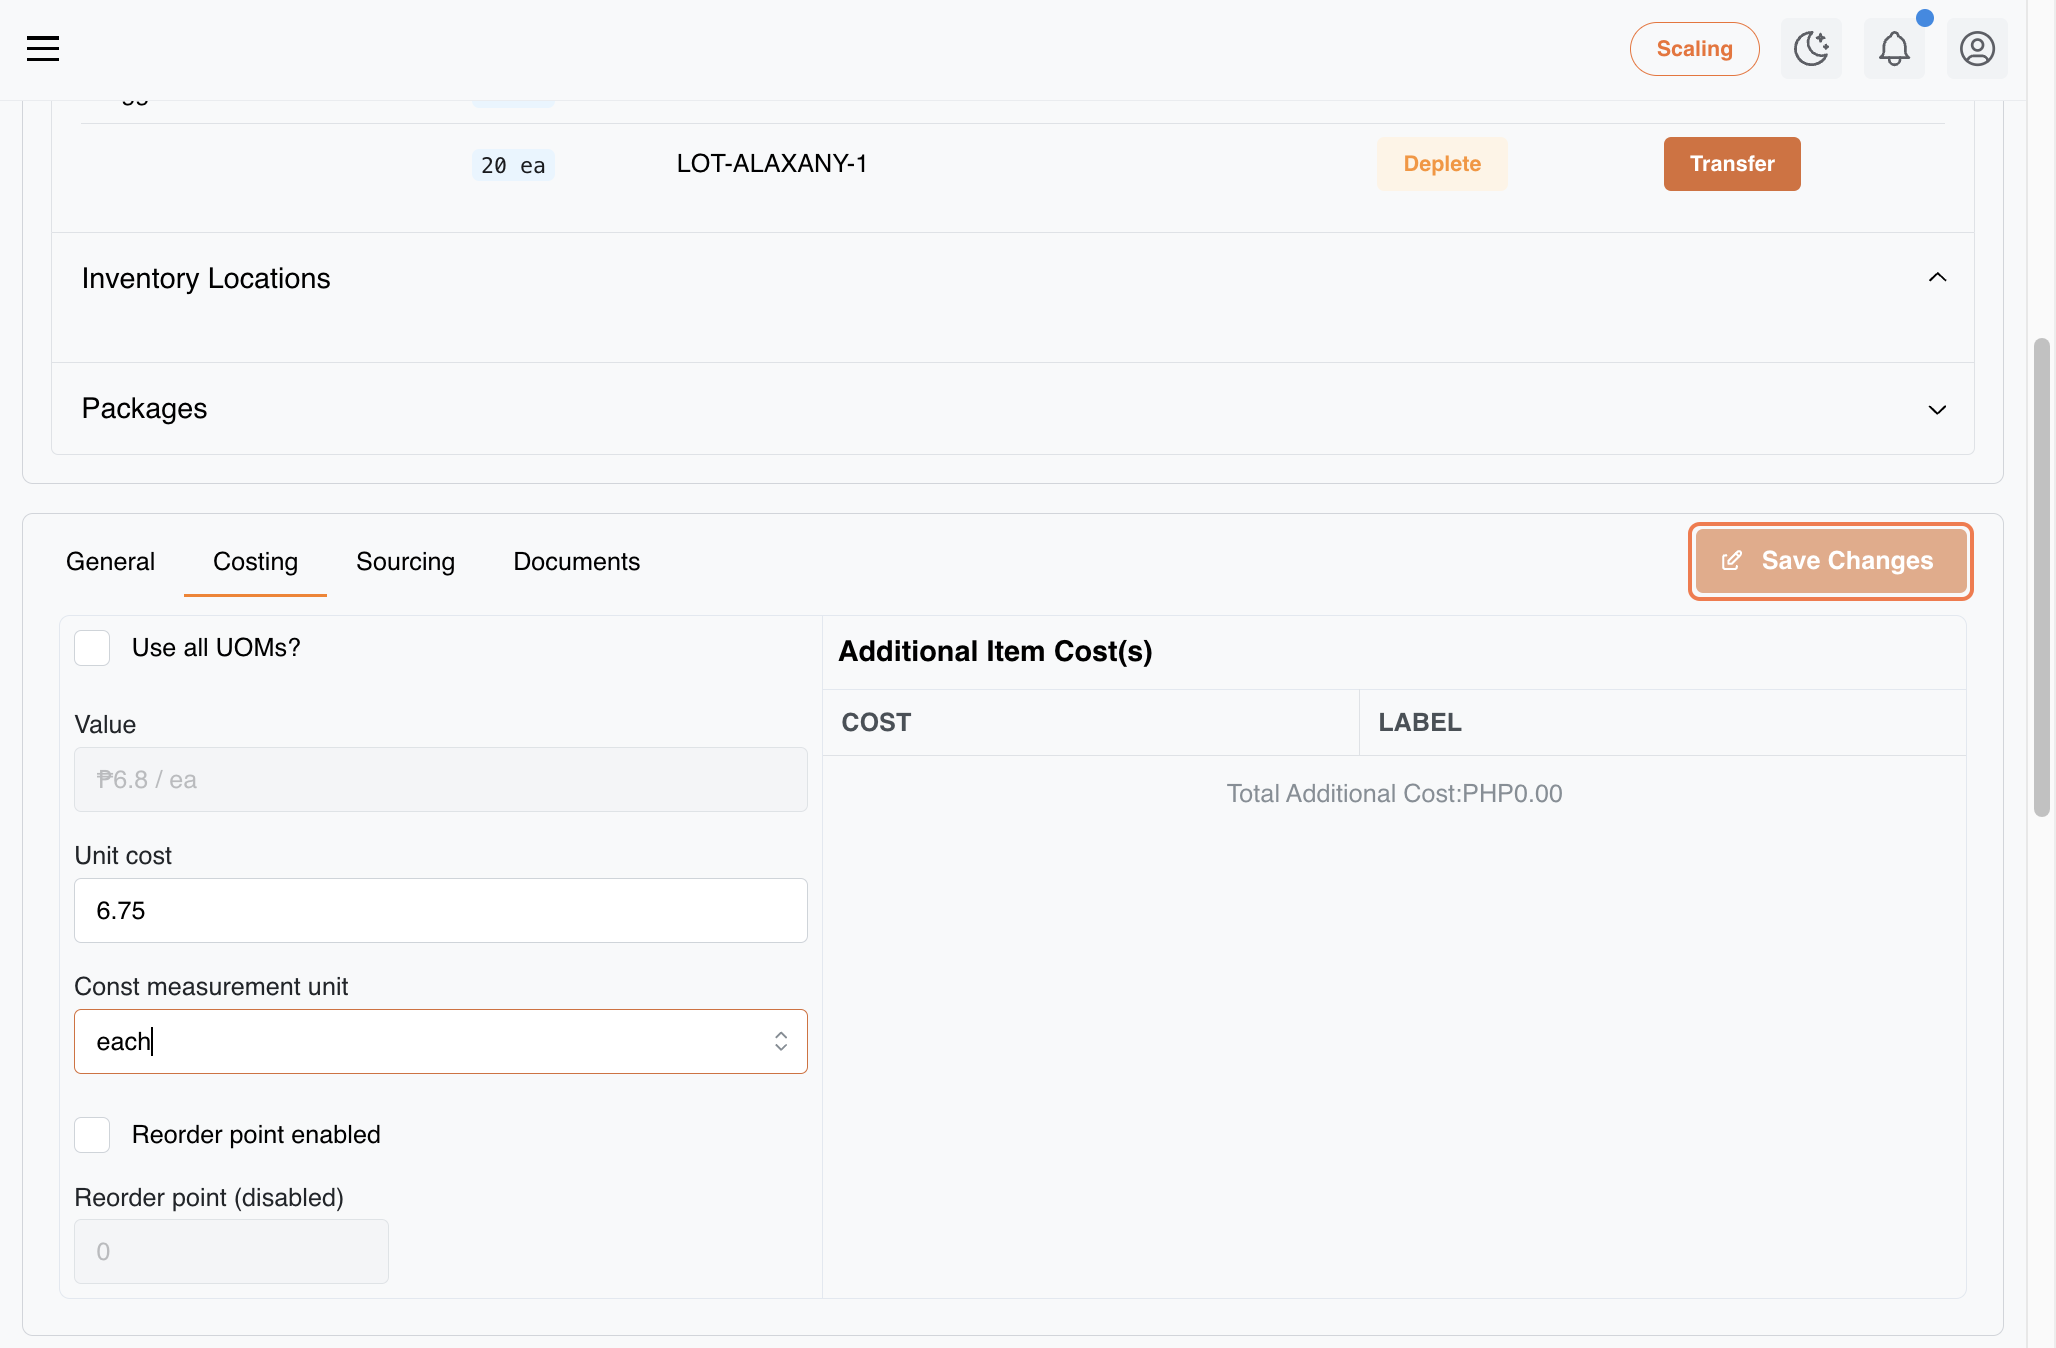 Scaling
20 ea
LOT-ALAXANY-1
Deplete
Transfer
Inventory Locations
Packages
General
Costing
Sourcing
Documents
Save Changes
Use all UOMs?
Additional Item Cost(s)
COST
LABEL
Value
₱6.8 / ea
Total Additional Cost:PHP0.00
Unit cost
6.75
Const measurement unit
each
Reorder point enabled
Reorder point (disabled)
0